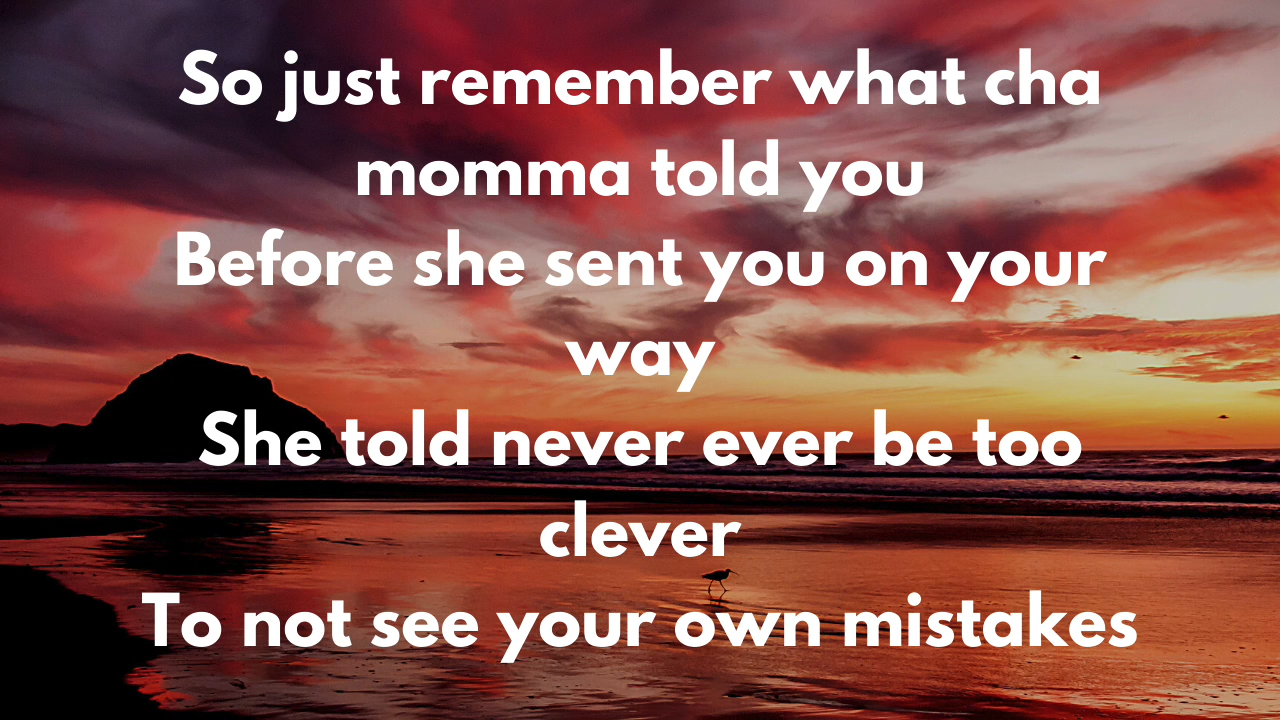 So just remember what cha
momma told you
Before she sent you on your
way
She told never ever be too
clever
To not see your own mistakes